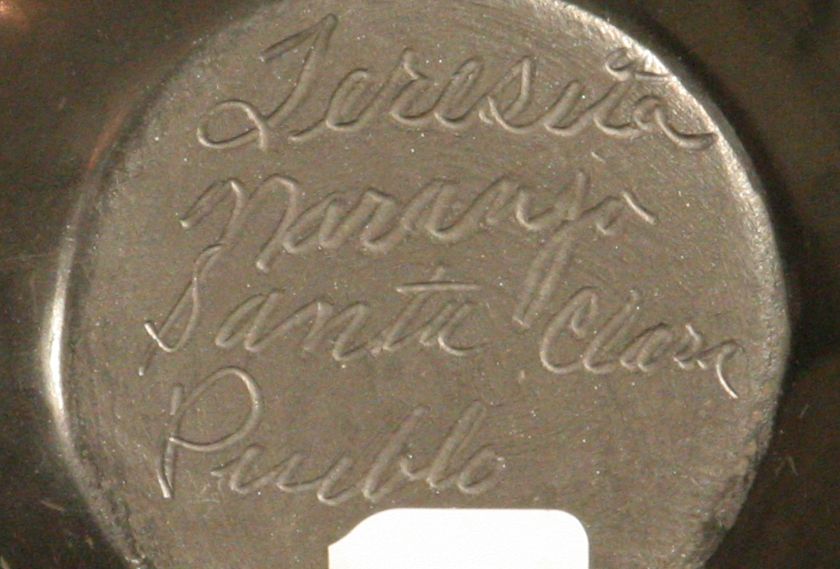 Teresita
Naranjo
Santa Clara
Pueblo